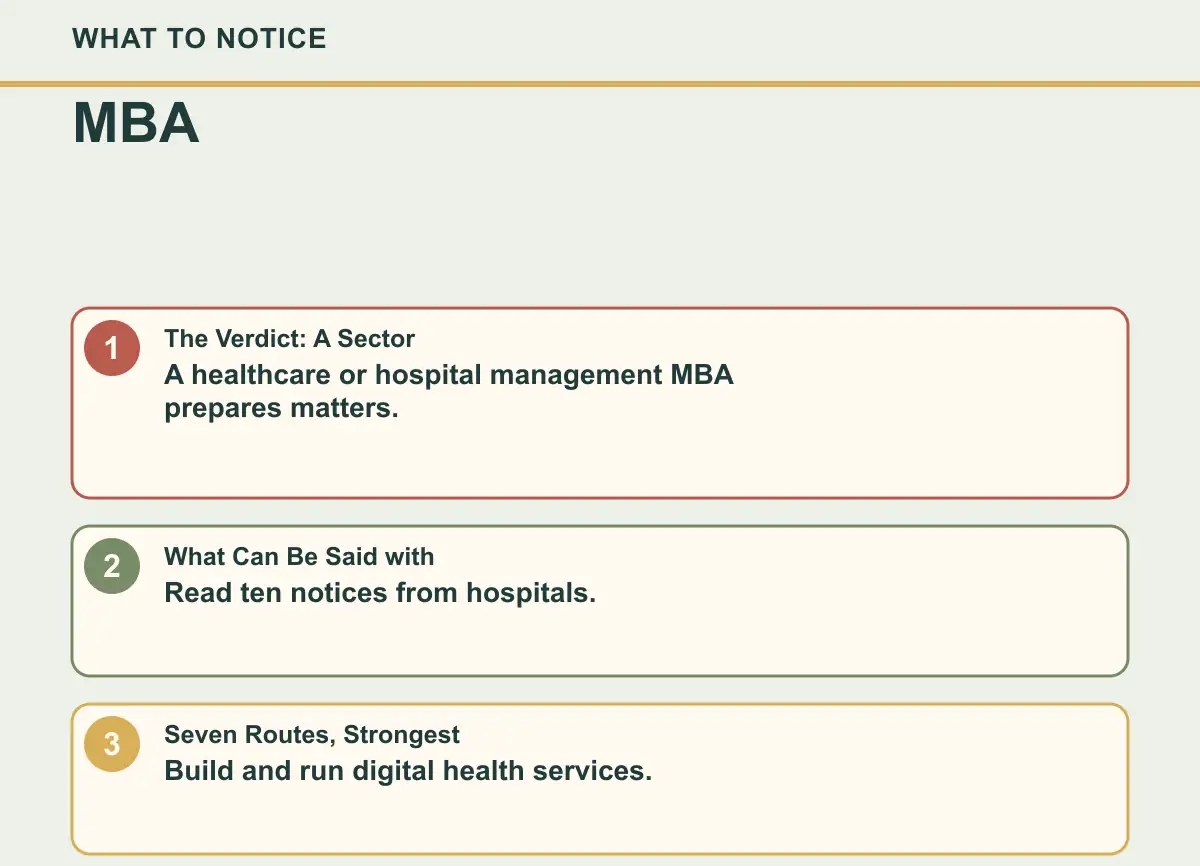 WHAT TO NOTICE
MBA
1
The Verdict: A Sector
A healthcare or hospital management MBA
prepares matters.
2
What Can Be Said with
Read ten notices from hospitals.
3
Seven Routes, Strongest
Build and run digital health services.